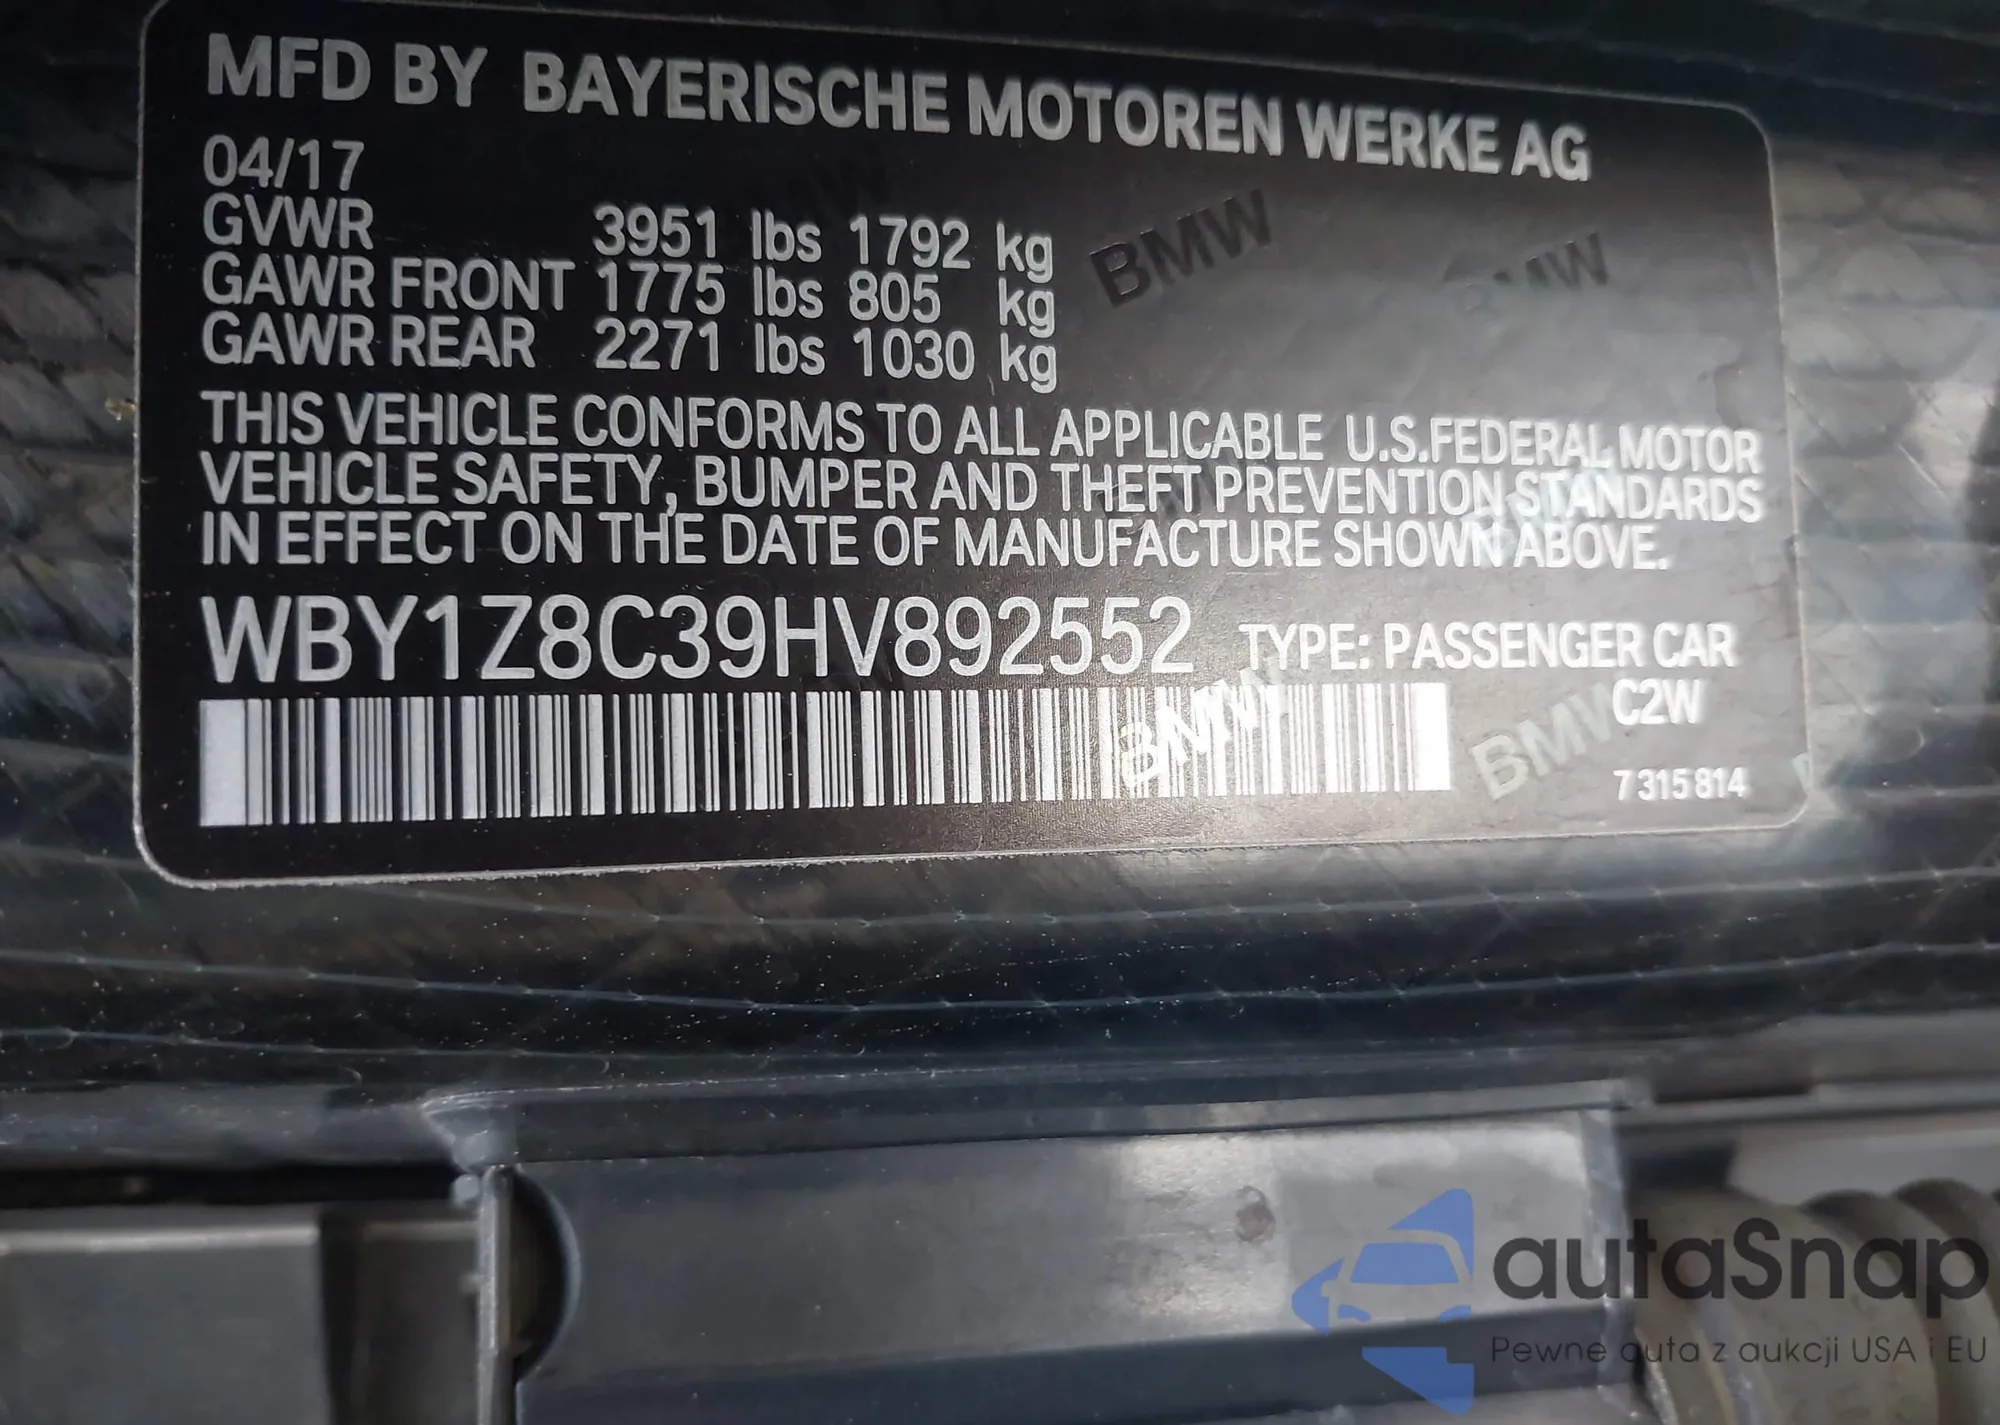 MFD BY BAYERISCHE MOTOREN WERKE AG
04/17
GVWR 3951 lbs 1792 kg
GAWR FRONT 1775 lbs 805 kg
GAWR REAR 2271 lbs 1030 kg
THIS VEHICLE CONFORMS TO ALL APPLICABLE U.S.FEDERAL MOTOR
VEHICLE SAFETY, BUMPER AND THEFT PREVENTION STANDARDS
IN EFFECT ON THE DATE OF MANUFACTURE SHOWN ABOVE.
WBY1Z8C39HV892552 TYPE: PASSENGER CAR
C2W
7 315 814
BMW
BMW
BMW
BMW
autaSnap
Pewne auta z aukcji USA i EU